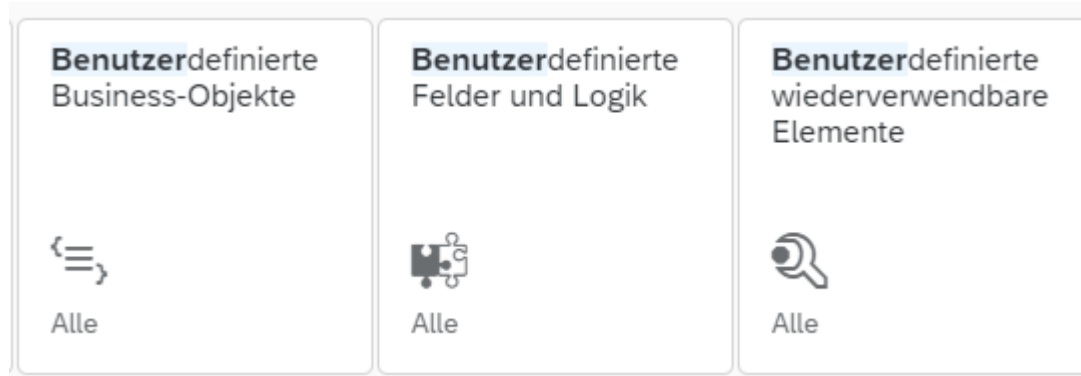 Benutzerdefinierte
Business-Objekte
Alle
Benutzerdefinierte
Felder und Logik
Alle
Benutzerdefinierte
wiederverwendbare
Elemente
Alle